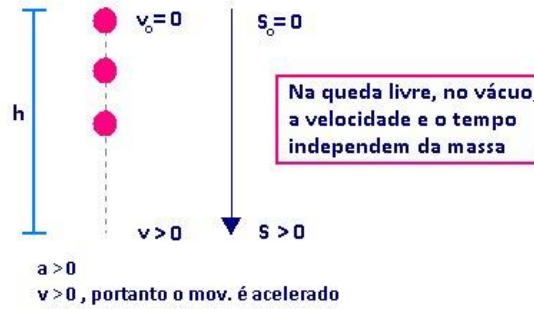 v₀=0
S₀=0
h
Na queda livre, no vácuo,
a velocidade e o tempo
independem da massa
v>0
S>0
a>0
v>0, portanto o mov. é acelerado